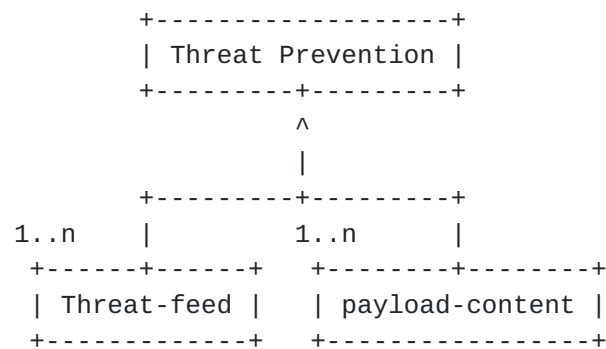 +-------------------+
| Threat Prevention |
+---------+---------+
^
|
+---------+---------+
1..n | 1..n |
+------+------+ +--------+--------+
| Threat-feed | | payload-content |
+-------------+ +-----------------+